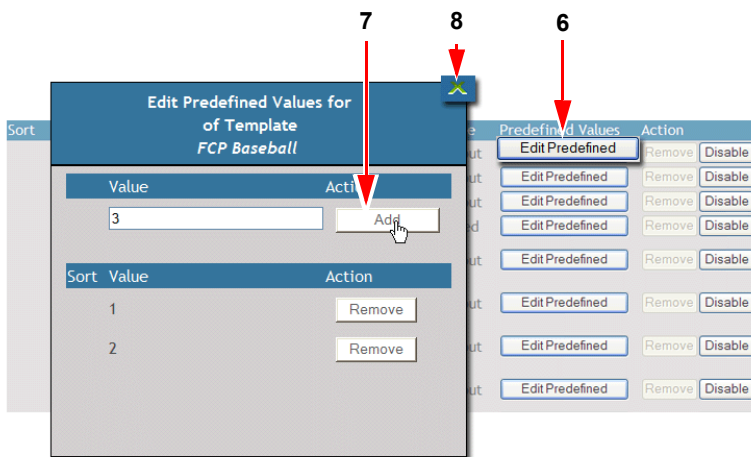 7 8 6
Edit Predefined Values for
of Template
FCP Baseball
Sort e Predefined Values Action
ut Edit Predefined Remove Disable
ut Edit Predefined Remove Disable
ut Edit Predefined Remove Disable
ed Edit Predefined Remove Disable
ut Edit Predefined Remove Disable
ut Edit Predefined Remove Disable
ut Edit Predefined Remove Disable
ut Edit Predefined Remove Disable
Value Action
3 Add
Sort Value Action
1 Remove
2 Remove